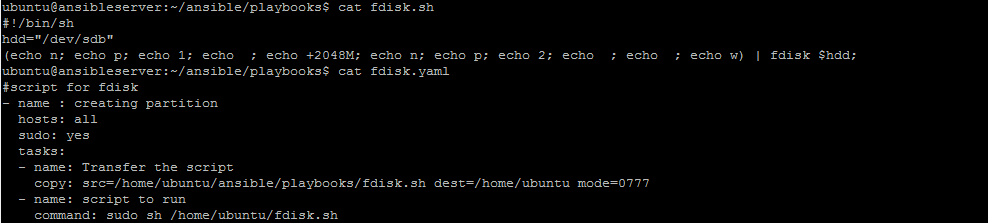 ubuntu@ansibleserver:~/ansible/playbooks$ cat fdisk.sh
#!/bin/sh
hdd="/dev/sdb"
(echo n; echo p; echo 1; echo  ; echo +2048M; echo n; echo p; echo 2; echo  ; echo  ; echo w) | fdisk $hdd;
ubuntu@ansibleserver:~/ansible/playbooks$ cat fdisk.yaml
#script for fdisk
- name : creating partition
  hosts: all
  sudo: yes
  tasks:
  - name: Transfer the script
    copy: src=/home/ubuntu/ansible/playbooks/fdisk.sh dest=/home/ubuntu mode=0777
  - name: script to run
    command: sudo sh /home/ubuntu/fdisk.sh